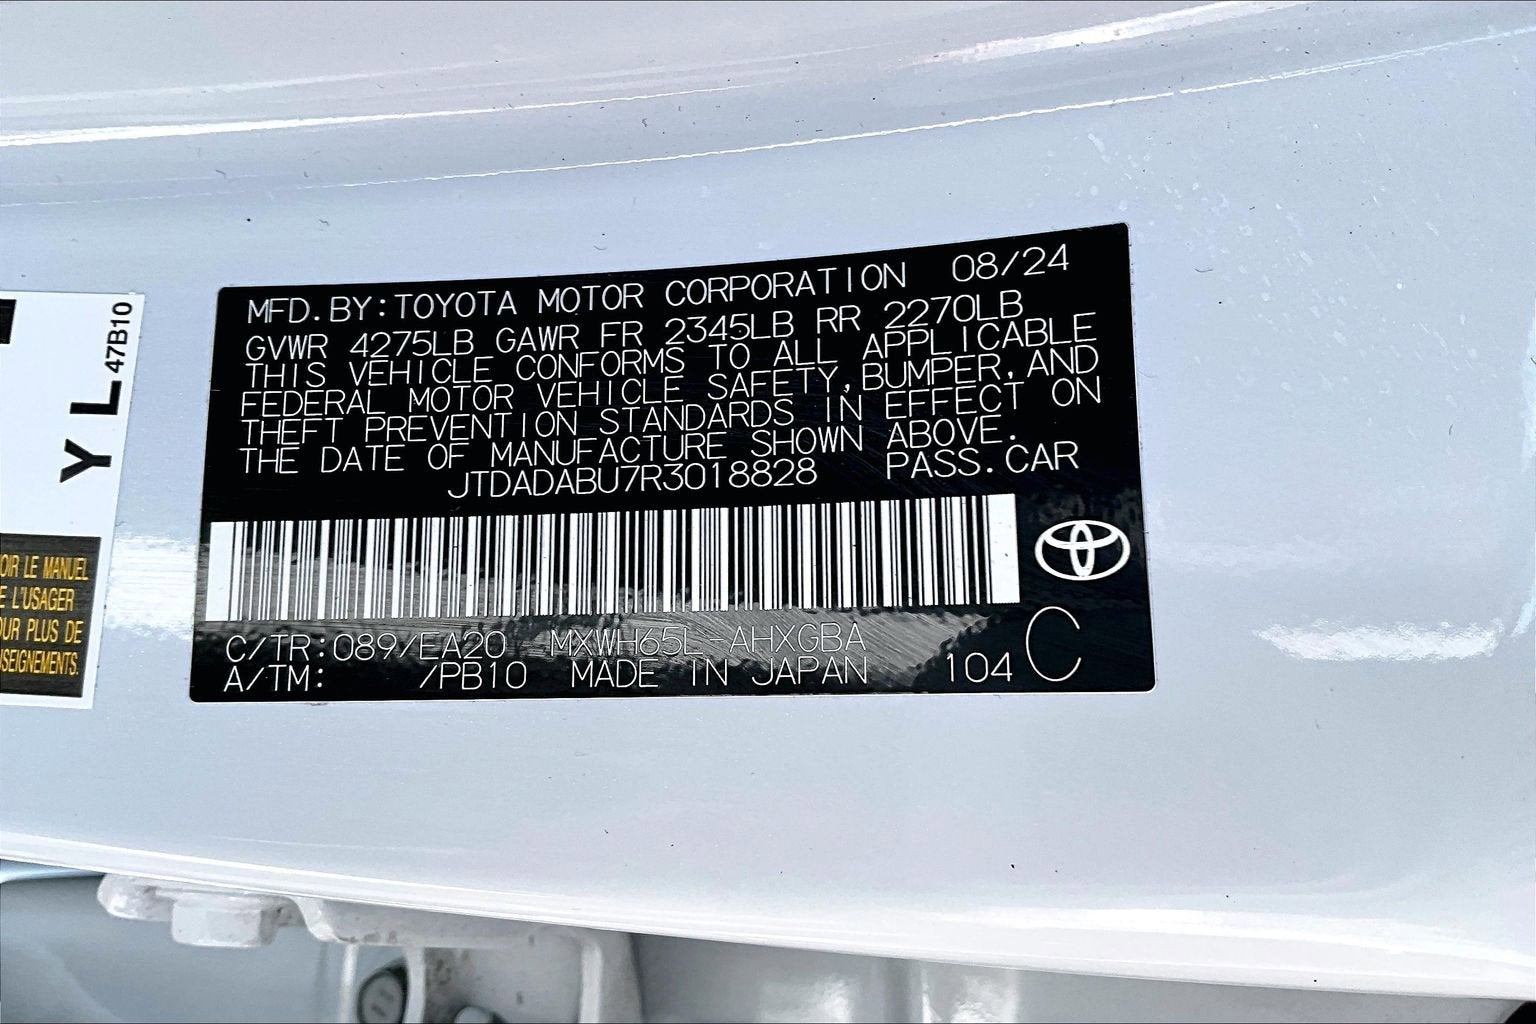 MFD.BY:TOYOTA MOTOR CORPORATION 08/24
GVWR 4275LB GAWR FR 2345LB RR 2270LB
THIS VEHICLE CONFORMS TO ALL APPLICABLE
FEDERAL MOTOR VEHICLE SAFETY, BUMPER, AND
THEFT PREVENTION STANDARDS IN EFFECT ON
THE DATE OF MANUFACTURE SHOWN ABOVE.
JTDADABU7R3018828 PASS.CAR
C/TR:089/EA20 MXWH65L-AHXGBA
A/TM: /PB10 MADE IN JAPAN 104 C
Y L 47B10
OIR LE MANUEL
E L'USAGER
OUR PLUS DE
SEIGNEMENTS.